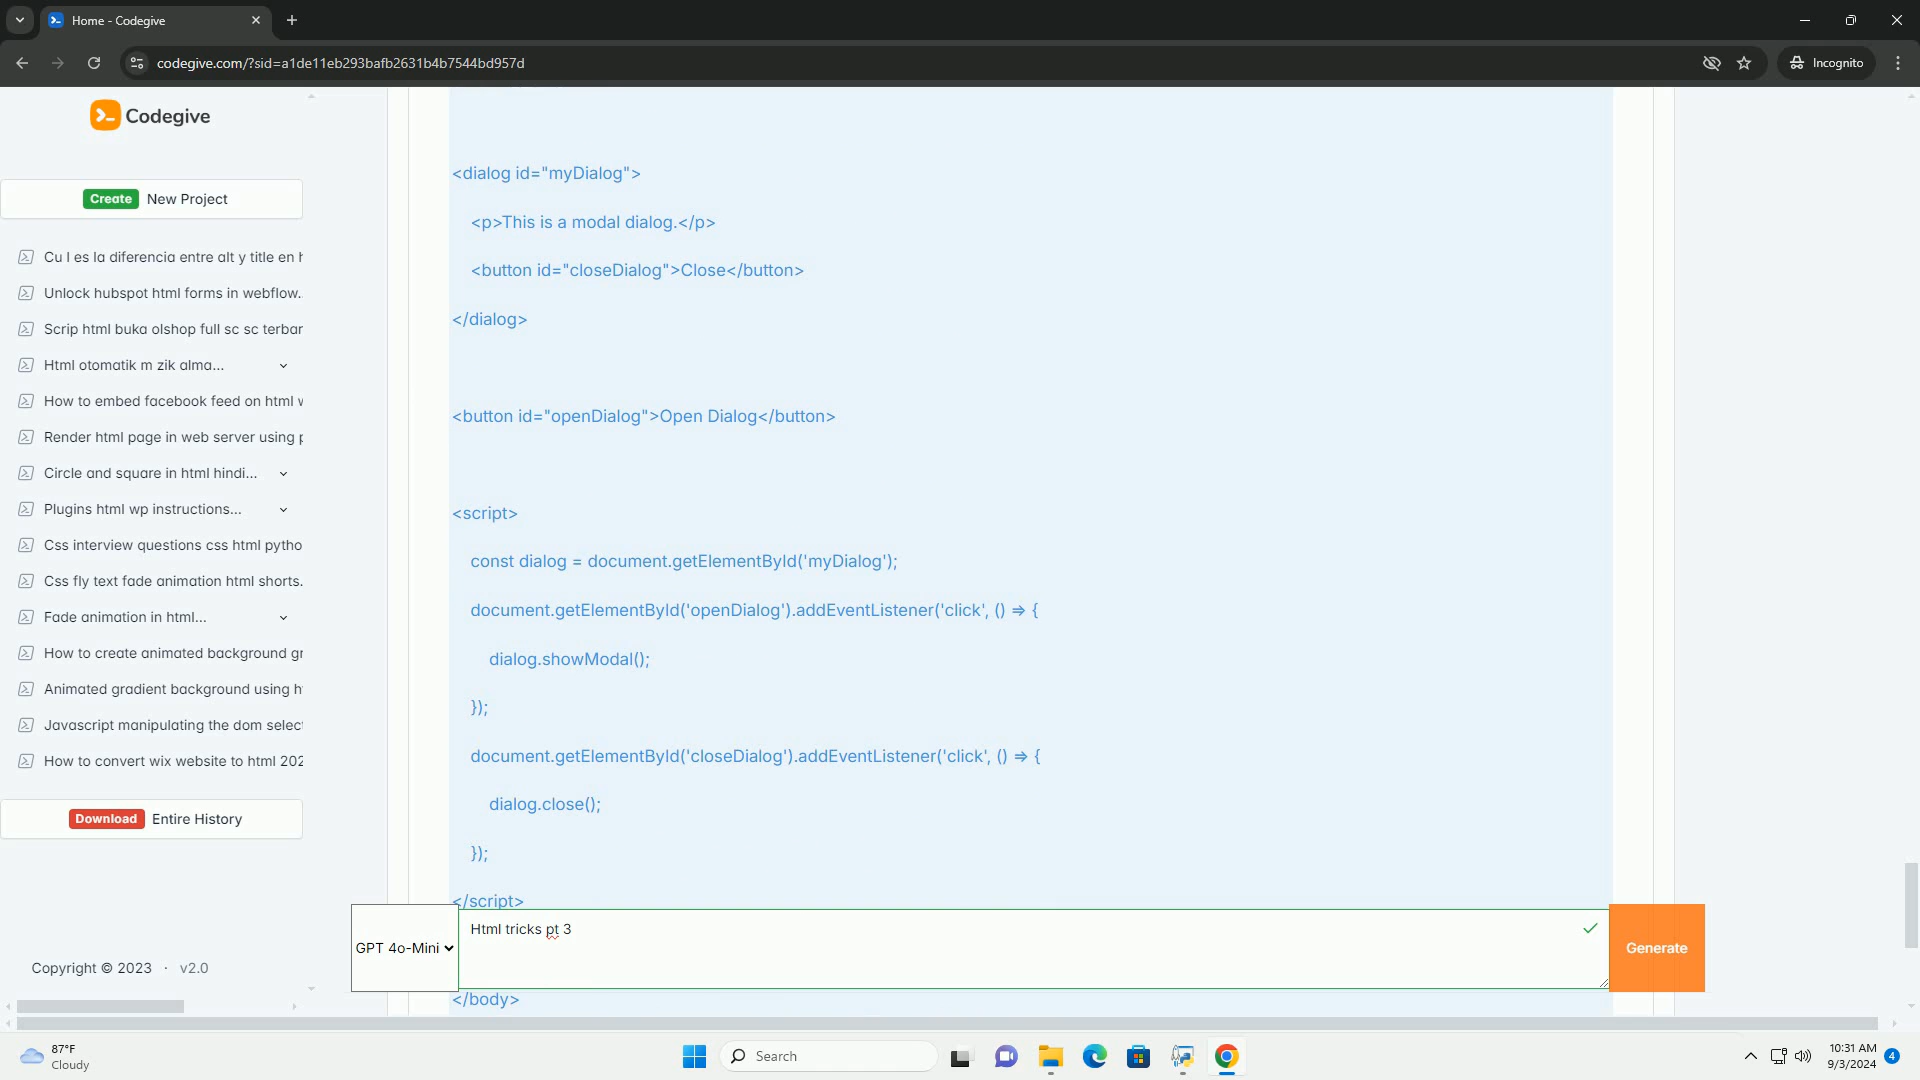 Home - Codegive
codegive.com/?sid=a1de11eb293bafb2631b4b7544bd957d
Incognito
Codegive
Create New Project
Cu l es la diferencia entre alt y title en h
Unlock hubspot html forms in webflow.
Scrip html buka olshop full sc sc terbar
Html otomatik m zik alma...
How to embed facebook feed on html w
Render html page in web server using p
Circle and square in html hindi...
Plugins html wp instructions...
Css interview questions css html pytho
Css fly text fade animation html shorts.
Fade animation in html...
How to create animated background gr
Animated gradient background using h
Javascript manipulating the dom select
How to convert wix website to html 202
Download Entire History
Copyright © 2023 · v2.0
<dialog id="myDialog">
<p>This is a modal dialog.</p>
<button id="closeDialog">Close</button>
</dialog>
<button id="openDialog">Open Dialog</button>
<script>
const dialog = document.getElementById('myDialog');
document.getElementById('openDialog').addEventListener('click', () => {
dialog.showModal();
});
document.getElementById('closeDialog').addEventListener('click', () => {
dialog.close();
});
</script>
GPT 4o-Mini
Html tricks pt 3
Generate
</body>
87°F
Cloudy
Search
10:31 AM
9/3/2024
4